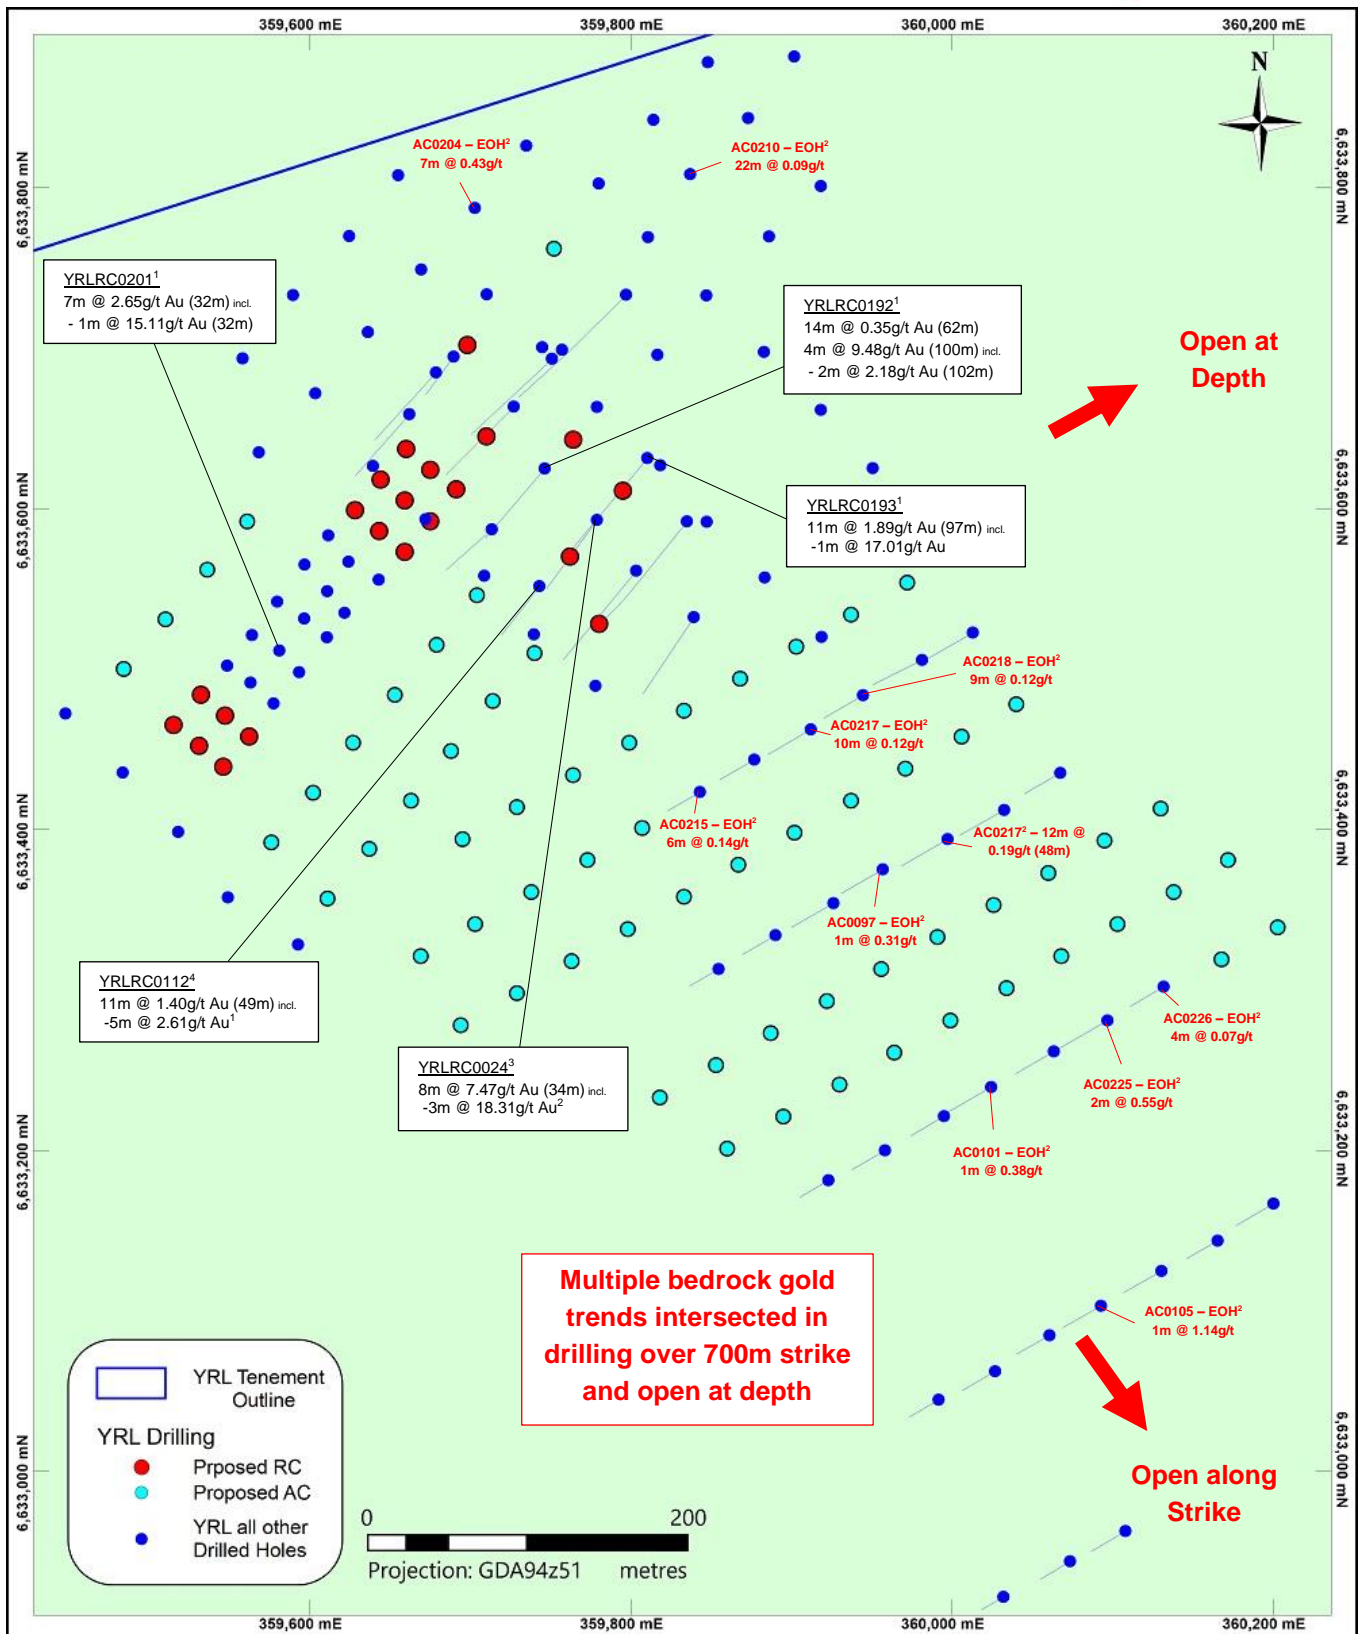 359,600 mE
359,800 mE
360,000 mE
360,200 mE
N
6,633,800 mN
6,633,800 mN
AC0204 – EOH²
7m @ 0.43g/t
AC0210 – EOH²
22m @ 0.09g/t
YRLRC0201¹
7m @ 2.65g/t Au (32m) incl.
- 1m @ 15.11g/t Au (32m)
YRLRC0192¹
14m @ 0.35g/t Au (62m)
4m @ 9.48g/t Au (100m) incl.
- 2m @ 2.18g/t Au (102m)
Open at
Depth
6,633,600 mN
6,633,600 mN
YRLRC0193¹
11m @ 1.89g/t Au (97m) incl.
-1m @ 17.01g/t Au
AC0218 – EOH²
9m @ 0.12g/t
AC0217 – EOH²
10m @ 0.12g/t
AC0215 – EOH²
6m @ 0.14g/t
AC0217² – 12m @
0.19g/t (48m)
6,633,400 mN
6,633,400 mN
AC0097 – EOH²
1m @ 0.31g/t
YRLRC0112⁴
11m @ 1.40g/t Au (49m) incl.
-5m @ 2.61g/t Au¹
YRLRC0024³
8m @ 7.47g/t Au (34m) incl.
-3m @ 18.31g/t Au²
AC0226 – EOH²
4m @ 0.07g/t
AC0225 – EOH²
2m @ 0.55g/t
AC0101 – EOH²
1m @ 0.38g/t
6,633,200 mN
6,633,200 mN
Multiple bedrock gold
trends intersected in
drilling over 700m strike
and open at depth
AC0105 – EOH²
1m @ 1.14g/t
Open along
Strike
6,633,000 mN
6,633,000 mN
YRL Tenement
Outline
YRL Drilling
Prposed RC
Proposed AC
YRL all other
Drilled Holes
0
200
Projection: GDA94z51
metres
359,600 mE
359,800 mE
360,000 mE
360,200 mE